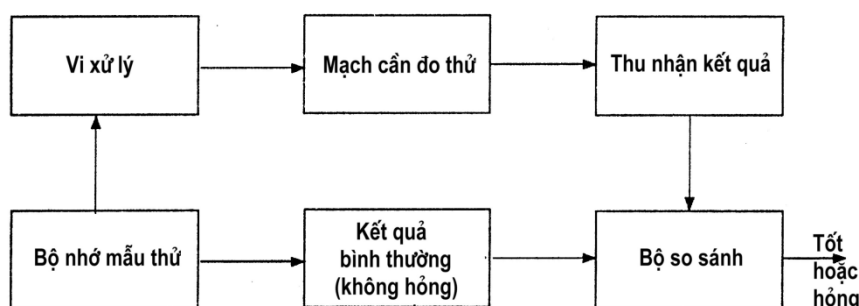 Vi xử lý
Mạch cần đo thử
Thu nhận kết quả
Bộ nhớ mẫu thử
Kết quả
bình thường
(không hỏng)
Bộ so sánh
Tốt
hoặc
hỏng